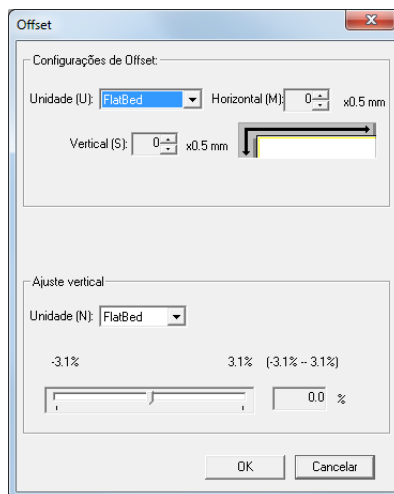 Offset
Configurações de Offset:
Unidade (U): FlatBed Horizontal (M): 0 x0.5 mm
Vertical (S): 0 x0.5 mm
Ajuste vertical
Unidade (N): FlatBed
-3.1% 3.1% (-3.1% -- 3.1%)
0.0 %
OK Cancelar